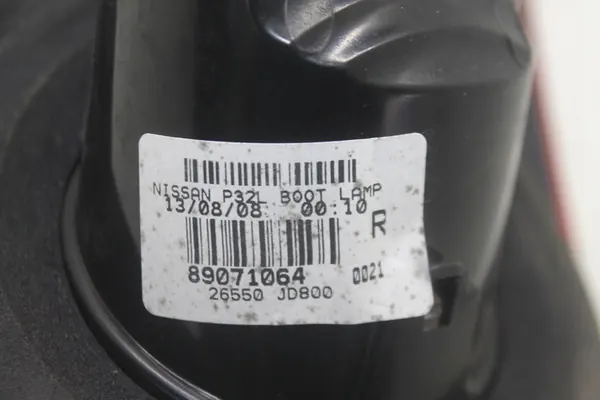 NISSAN P32L BOOT LAMP
13/08/08 00:10
R
89071064 0021
26550 JD800